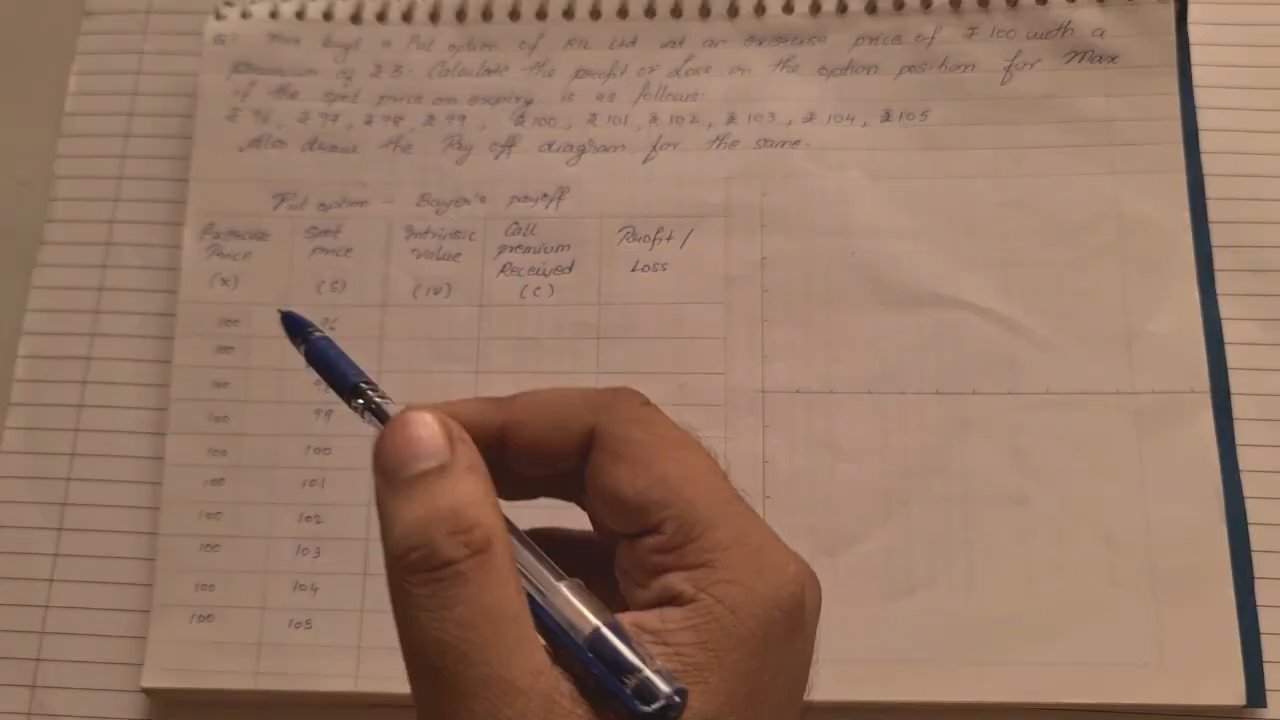 Q: Max buys a Put option of RIL Ltd at an exercise price of ₹ 100 with a
premium of ₹ 3. Calculate the profit or Loss on the option position for Max
if the spot price on expiry is as follows:
₹ 96, ₹ 97, ₹ 98, ₹ 99, ₹ 100, ₹ 101, ₹ 102, ₹ 103, ₹ 104, ₹ 105
Also draw the Pay off diagram for the same.
Put option - Buyer's payoff
Exercise Price (X) Spot price (S) Intrinsic value (IV) Call premium Received (C) Profit / Loss
100 96
100
100
100 99
100 100
100 101
100 102
100 103
100 104
100 105